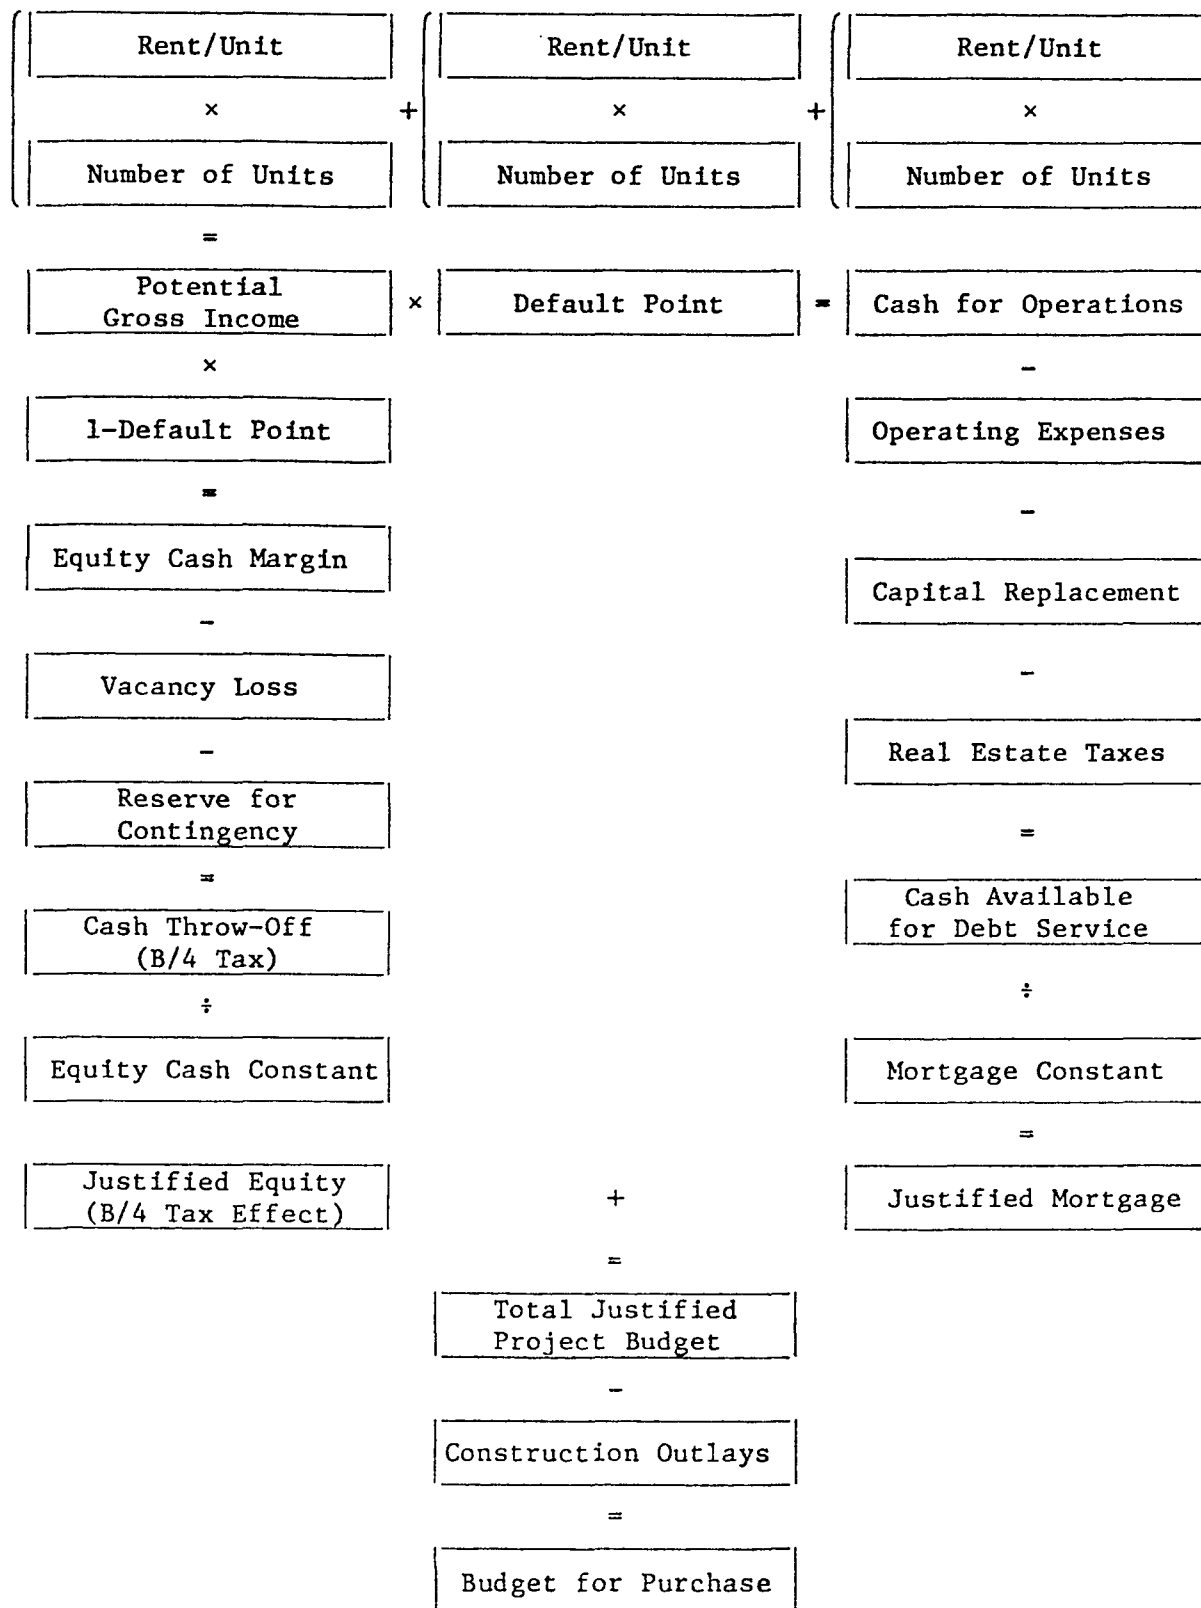 Rent/Unit Rent/Unit Rent/Unit
× + × + ×
Number of Units Number of Units Number of Units
=
Potential
Gross Income × Default Point = Cash for Operations
× -
1-Default Point Operating Expenses
=
-
Equity Cash Margin
Capital Replacement
-
Vacancy Loss -
-
Real Estate Taxes
Reserve for
Contingency =
=
Cash Available
for Debt Service
Cash Throw-Off
(B/4 Tax)
÷ ÷
Equity Cash Constant Mortgage Constant
=
Justified Equity
(B/4 Tax Effect) + Justified Mortgage
=
Total Justified
Project Budget
-
Construction Outlays
=
Budget for Purchase